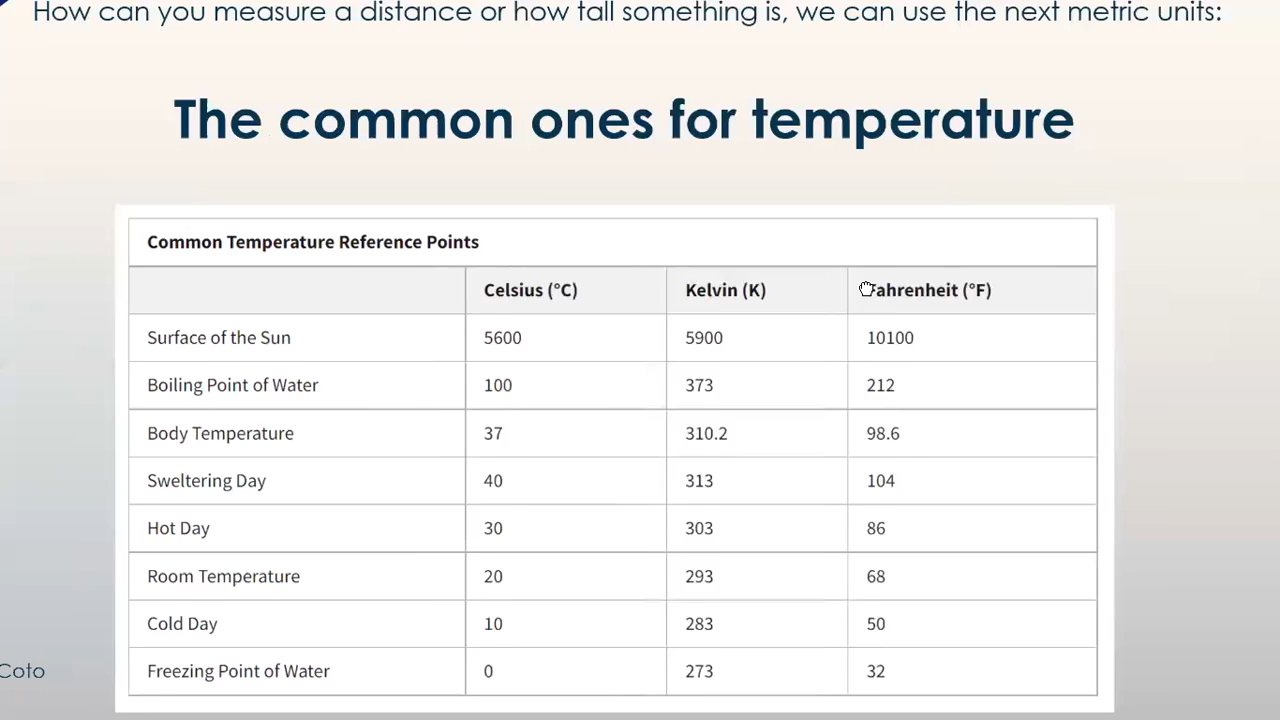 How can you measure a distance or how tall something is, we can use the next metric units:
The common ones for temperature
Common Temperature Reference Points
Celsius (°C) Kelvin (K) Fahrenheit (°F)
Surface of the Sun 5600 5900 10100
Boiling Point of Water 100 373 212
Body Temperature 37 310.2 98.6
Sweltering Day 40 313 104
Hot Day 30 303 86
Room Temperature 20 293 68
Cold Day 10 283 50
Freezing Point of Water 0 273 32
Coto